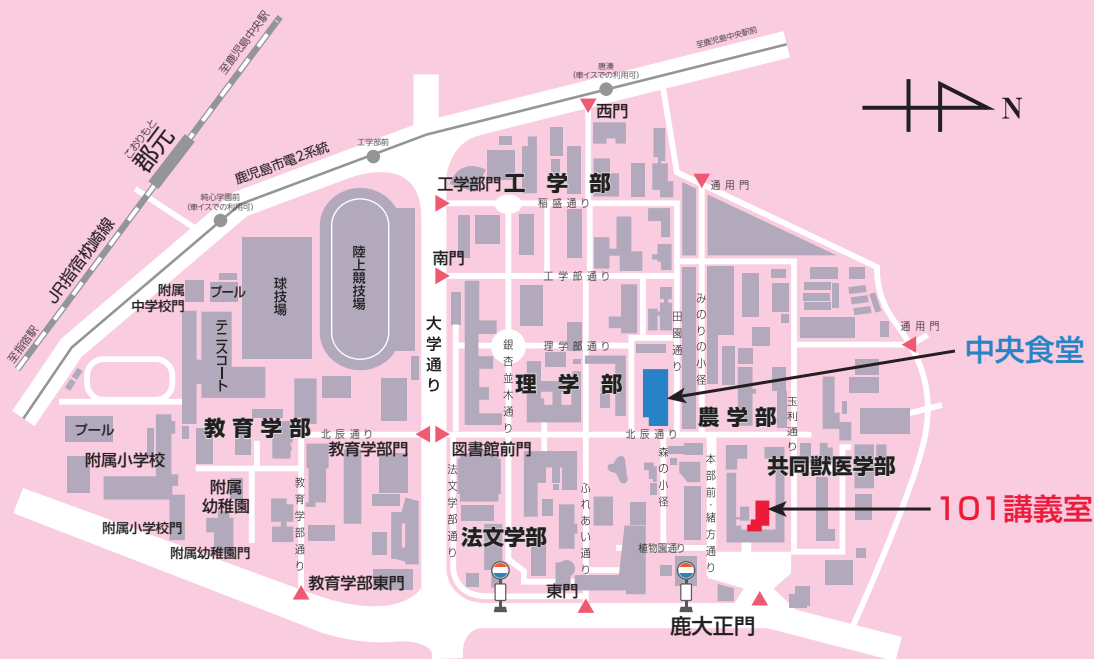 至鹿児島中央駅
こおりもと
郡元
JR指宿枕崎線
至指宿駅
至鹿児島中央駅前
唐湊
(車イスでの利用可)
工学部前
鹿児島市電2系統
純心学園前
(車イスでの利用可)
N
西門
工学部門
工学部
稲盛通り
通用門
南門
工学部通り
陸上競技場
球技場
プール
附属
中学校門
テニスコート
大学通り
銀杏並木通り
理学部通り
田園通り
みのりの小径
通用門
中央食堂
理学部
農学部
玉利通り
教育学部
北辰通り
教育学部門
図書館前門
北辰通り
プール
附属小学校
共同獣医学部
附属
幼稚園
教育学部通り
法文学部通り
ふれあい通り
森の小径
本部前・緒方通り
101講義室
附属小学校門
附属幼稚園門
法文学部
植物園通り
教育学部東門
東門
鹿大正門